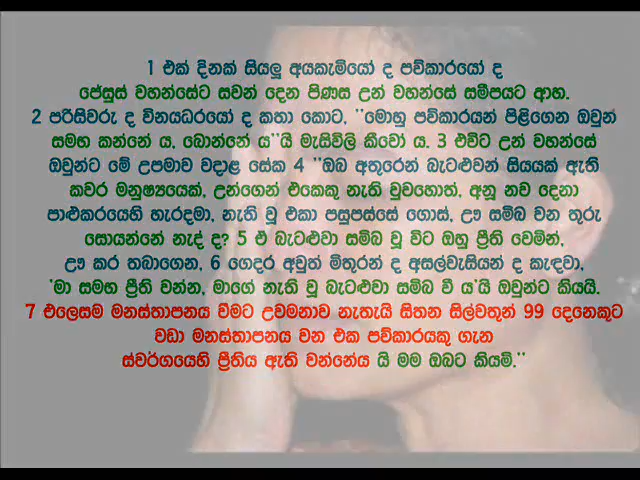 1 එක් දිනක් සියලූ අයකැමියෝ ද පව්කාරයෝ ද
ජේසුස් වහන්සේට සවන් දෙන පිණස උන් වහන්සේ සමීපයට ආහ.
2 පරිසිවරු ද විනයධරයෝ ද කතා කොට, ``මොහු පව්කාරයන් පිළිගෙන ඔවුන්
සමහ කන්නේ ය, බොන්නේ ය''යි මැසිවිලි කීවෝ ය. 3 එවිට උන් වහන්සේ
ඔවුන්ට මේ උපමාව වදාළ සේක 4 ``ඔබ අතුරෙන් බැටළුවන් සියයක් ඇති
කවර මනුෂ්‍යයෙක්, උන්ගෙන් එකෙකු නැති වුවහොත්, අනූ නව දෙනා
පාළුකරයෙහි හැරදමා, නැති වූ එකා පසුපස්සේ ගොස්, ඌ සම්බ වන තුරු
සොයන්නේ නැද් ද? 5 ඒ බැටළුවා සම්බ වූ විට ඔහු ප්‍රීති වෙමින්,
ඌ කර තබාගෙන, 6 ගෙදර අවුත් මිතුරන් ද අසල්වැසියන් ද කැඳවා,
`මා සමහ ප්‍රීති වන්න, මාගේ නැති වූ බැටළුවා සම්බ වී ය'යි ඔවුන්ට කියයි.
7 එලෙසම මනස්තාපනය වීමට උවමනාව නැහැයි සිතන සිල්වතුන් 99 දෙනෙකුට
වඩා මනස්තාපනය වන එක පව්කාරයකු ගැන
ස්වර්ගයෙහි ප්‍රීතිය ඇති වන්නේය යි මම ඔබට කියමි.''